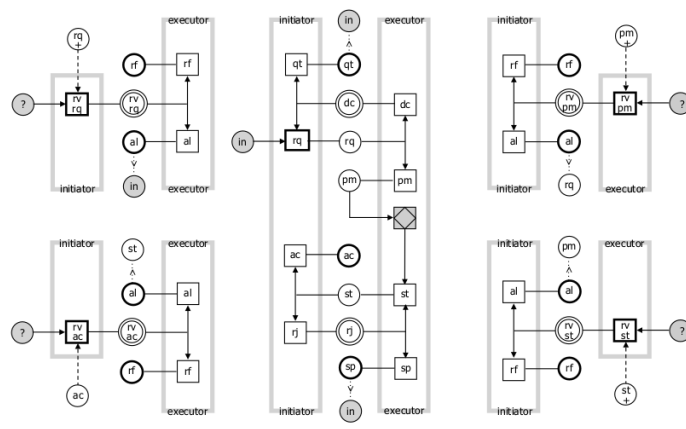 executor
rq
+
rf
rf
?
rv
rq
rv
rq
al
al
initiator
in
executor
initiator
in
executor
qt
qt
dc
dc
in
rq
rq
pm
pm
ac
ac
st
st
rj
rj
sp
sp
initiator
in
executor
initiator
pm
+
rf
rf
rv
pm
rv
pm
?
al
al
initiator
rq
executor
initiator
st
executor
al
al
?
rv
ac
rv
ac
rf
rf
ac
executor
initiator
pm
executor
al
al
rv
st
rv
st
?
rf
rf
initiator
st
+